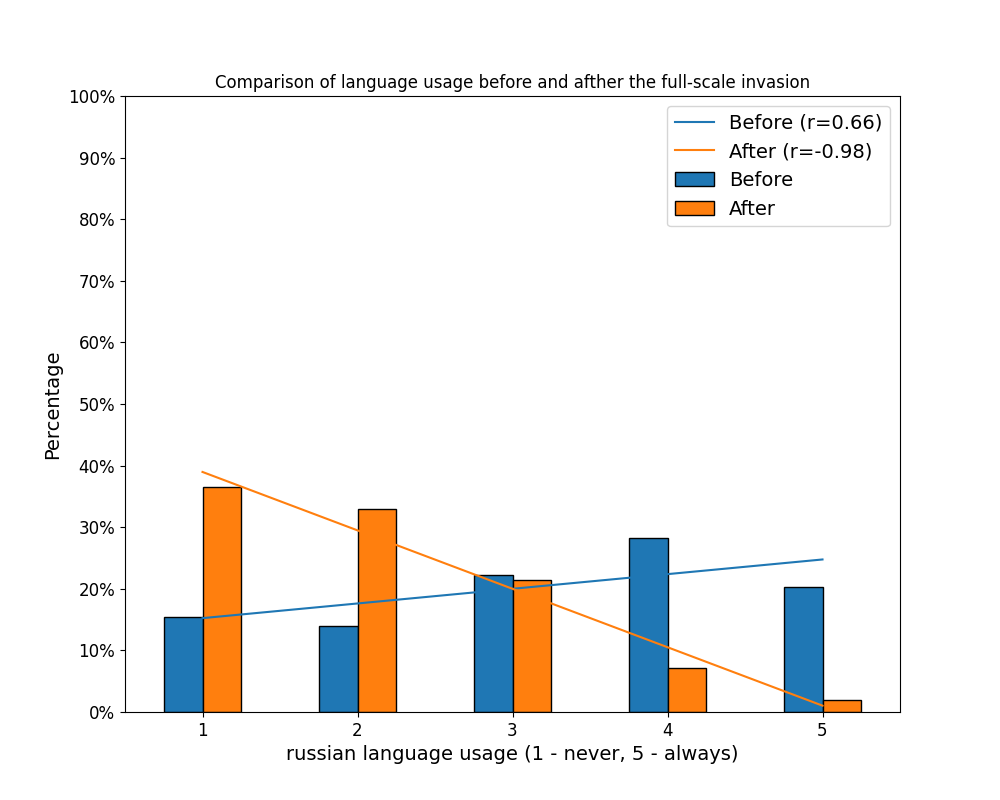 Comparison of language usage before and afther the full-scale invasion
100%
90%
80%
70%
60%
50%
40%
30%
20%
10%
0%
Percentage
Before (r=0.66)
After (r=-0.98)
Before
After
1 2 3 4 5
russian language usage (1 - never, 5 - always)